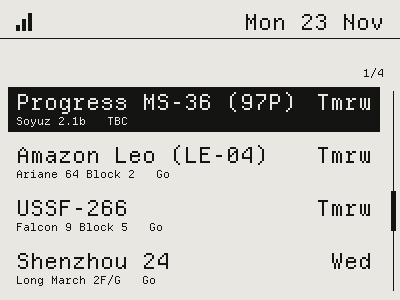 Mon 23 Nov
1/4
Progress MS-36 (97P) Tmrw
Soyuz 2.1b TBC
Amazon Leo (LE-04) Tmrw
Ariane 64 Block 2 Go
USSF-266 Tmrw
Falcon 9 Block 5 Go
Shenzhou 24 Wed
Long March 2F/G Go